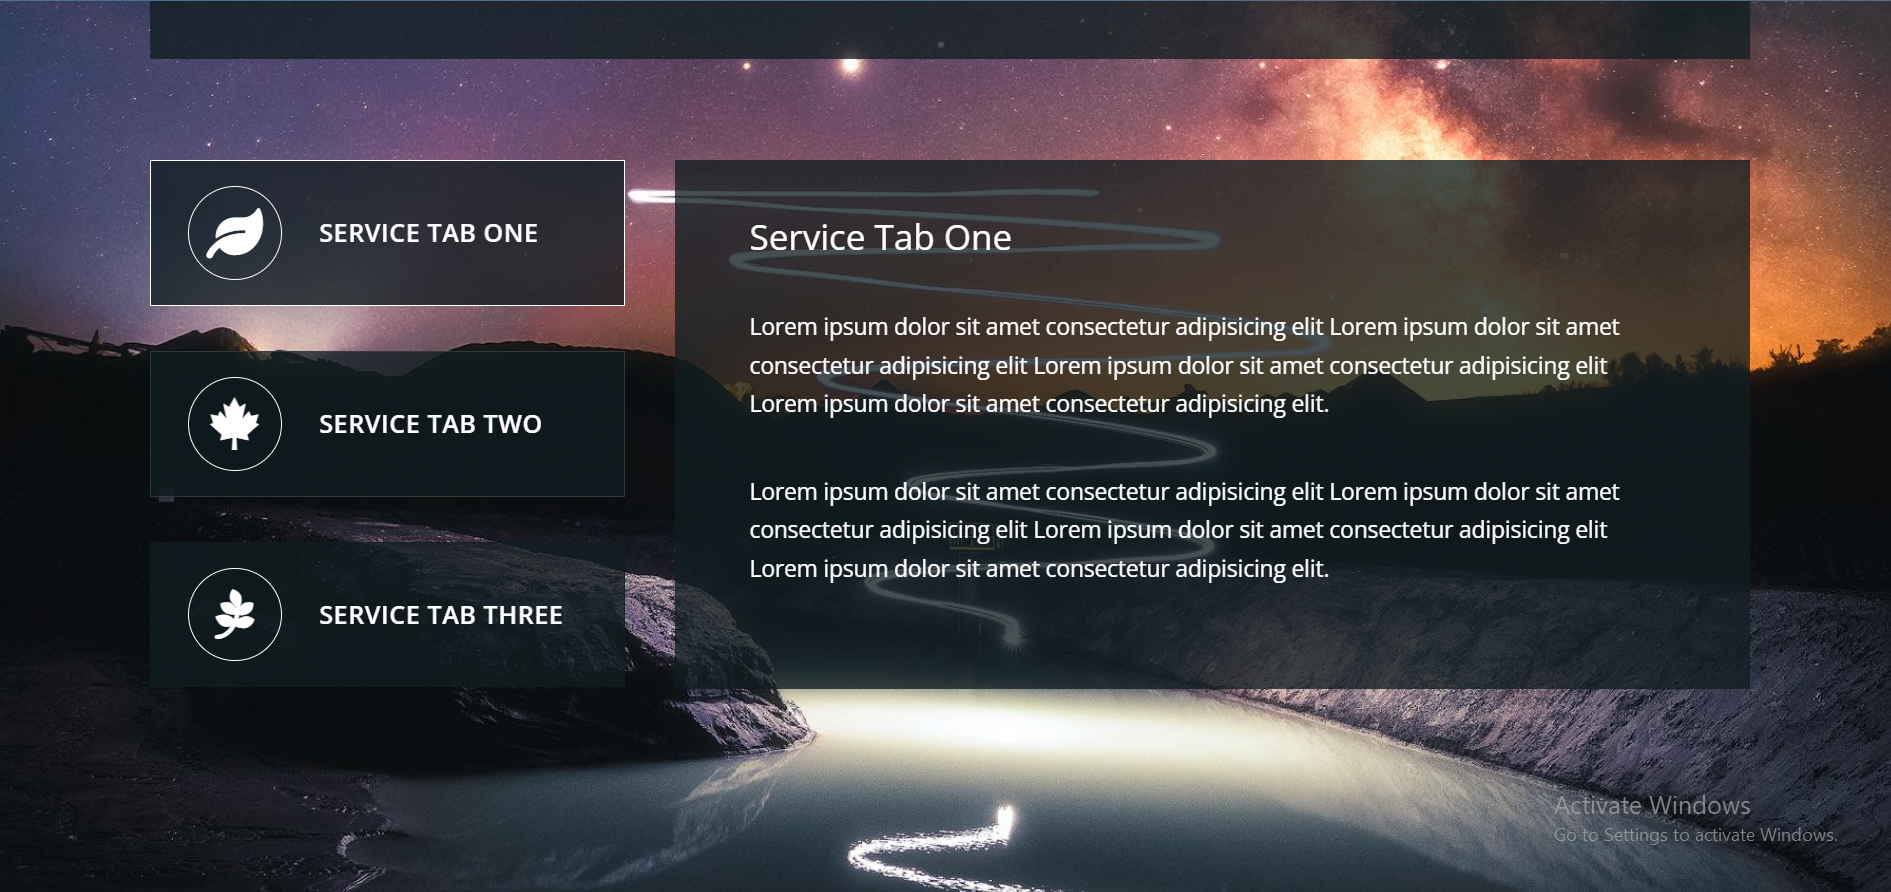 SERVICE TAB ONE
SERVICE TAB TWO
SERVICE TAB THREE
Service Tab One
Lorem ipsum dolor sit amet consectetur adipisicing elit Lorem ipsum dolor sit amet
consectetur adipisicing elit Lorem ipsum dolor sit amet consectetur adipisicing elit
Lorem ipsum dolor sit amet consectetur adipisicing elit.
Lorem ipsum dolor sit amet consectetur adipisicing elit Lorem ipsum dolor sit amet
consectetur adipisicing elit Lorem ipsum dolor sit amet consectetur adipisicing elit
Lorem ipsum dolor sit amet consectetur adipisicing elit.
Activate Windows
Go to Settings to activate Windows.